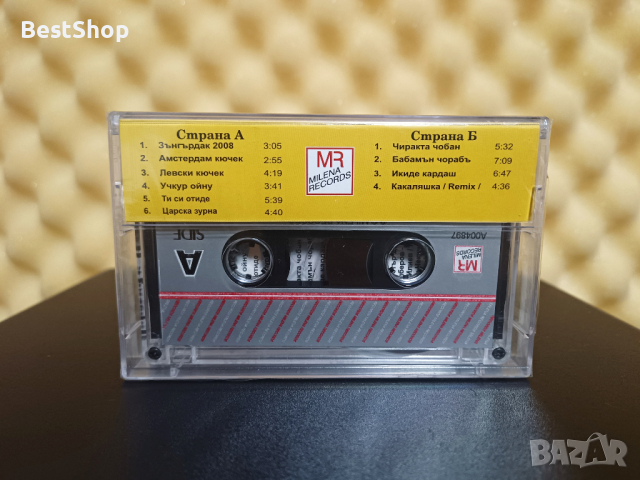 BestShop
Страна А
1. Зънгърдак 2008 3:05
2. Амстердам кючек 2:55
3. Левски кючек 4:19
4. Учкур ойну 3:41
5. Ти си отиде 5:39
6. Царска зурна 4:40
MR
MILENA
RECORDS
Страна Б
1. Чиракта чобан 5:32
2. Бабамън чорабъ 7:09
3. Икиде кардаш 6:47
4. Какаляшка / Remix / 4:36
A004897
SIDE
A
MR
MILENA
RECORDS
BAZAR